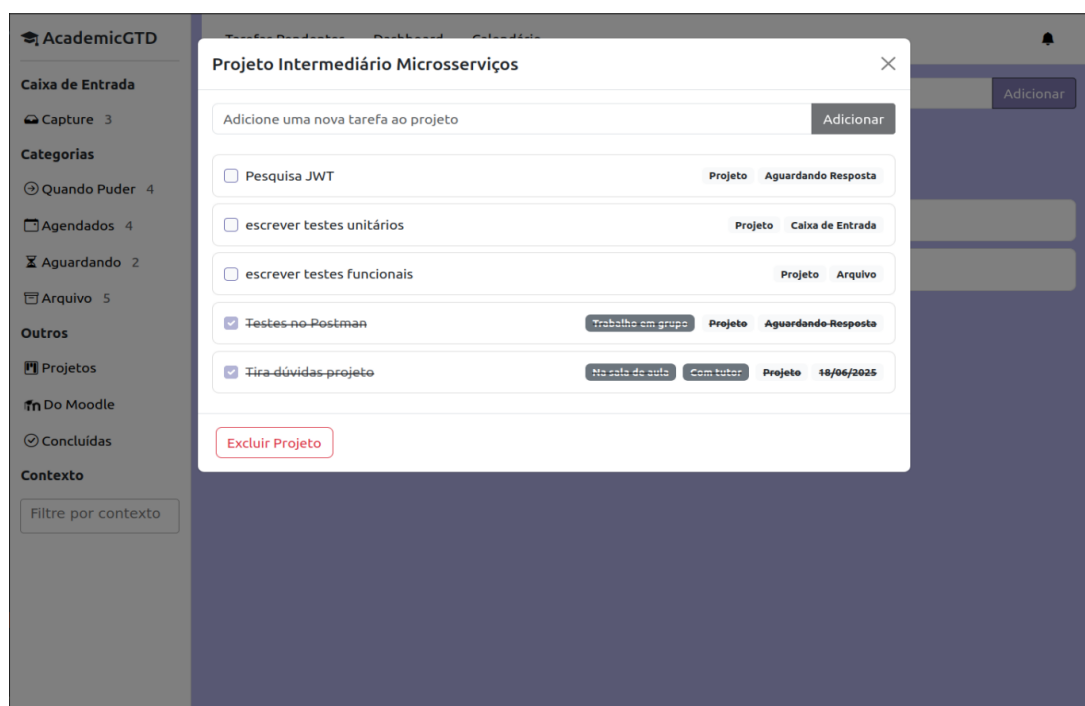 AcademicGTD
Caixa de Entrada
Capture 3
Categorias
Quando Puder 4
Agendados 4
Aguardando 2
Arquivo 5
Outros
Projetos
Do Moodle
Concluídas
Contexto
Filtre por contexto
Tarefas Pendentes Dashboard Calendário
Adicionar
Projeto Intermediário Microsserviços
Adicione uma nova tarefa ao projeto Adicionar
Pesquisa JWT Projeto Aguardando Resposta
escrever testes unitários Projeto Caixa de Entrada
escrever testes funcionais Projeto Arquivo
Testes no Postman Trabalho em grupo Projeto Aguardando Resposta
Tira dúvidas projeto Na sala de aula Com tutor Projeto 18/06/2025
Excluir Projeto